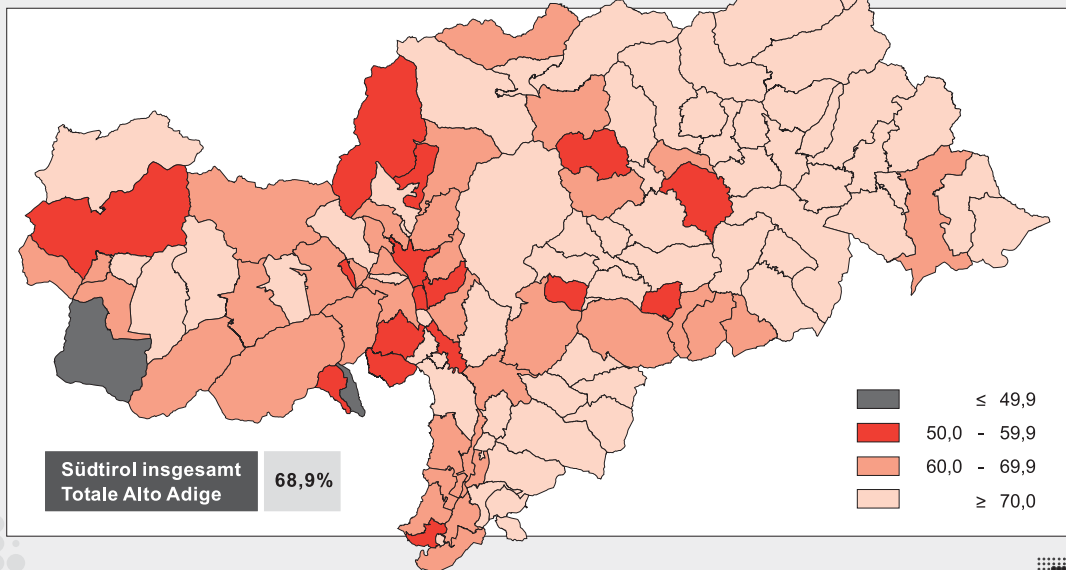 ≤ 49,9
50,0 - 59,9
60,0 - 69,9
≥ 70,0
Südtirol insgesamt
Totale Alto Adige
68,9%